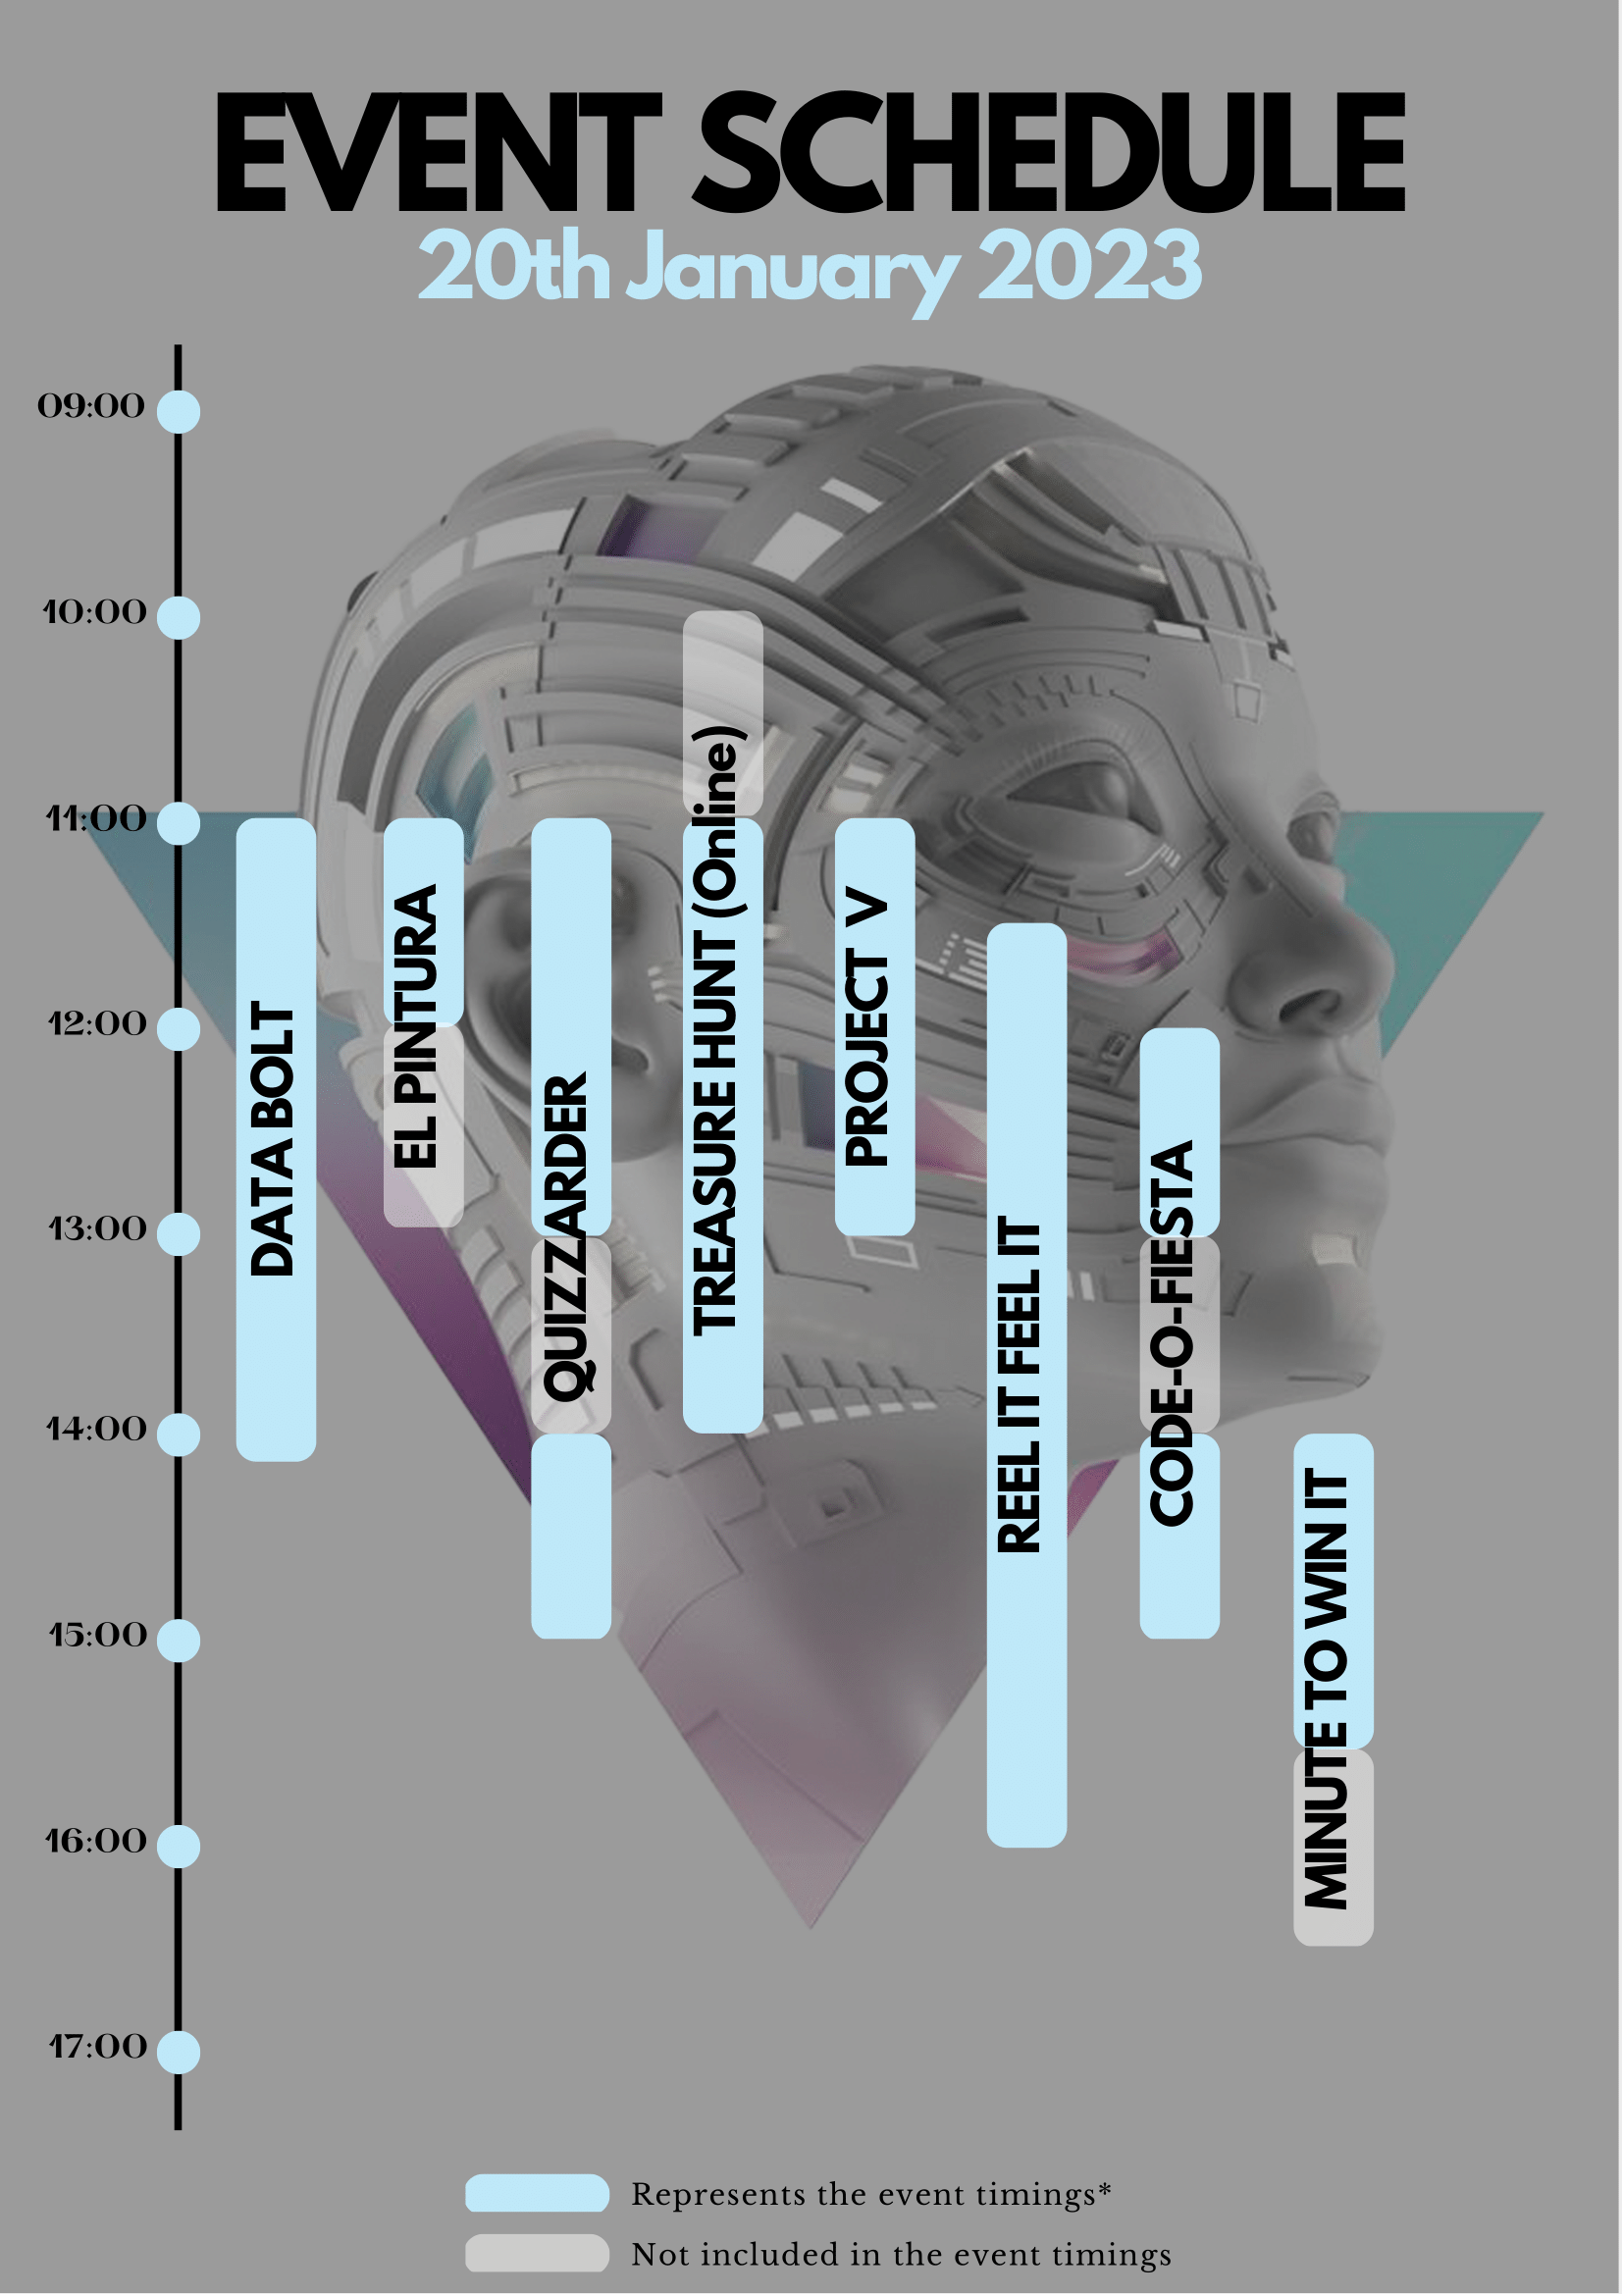 EVENT SCHEDULE
20th January 2023
09:00
10:00
11:00
12:00
13:00
14:00
15:00
16:00
17:00
DATA BOLT
EL PINTURA
QUIZZARDER
TREASURE HUNT (Online)
PROJECT V
REEL IT FEEL IT
CODE-O-FIESTA
MINUTE TO WIN IT
Represents the event timings*
Not included in the event timings